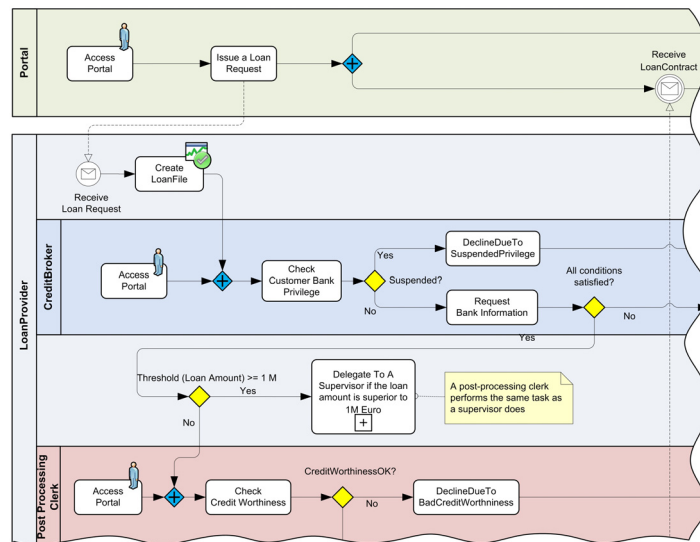 Portal
Access
Portal
Issue a Loan
Request
Receive
LoanContract
LoanProvider
Receive
Loan Request
Create
LoanFile
CreditBroker
Access
Portal
Check
Customer Bank
Privilege
Suspended?
Yes
No
DeclineDueTo
SuspendedPrivilege
Request
Bank Information
All conditions
satisfied?
No
Yes
Threshold (Loan Amount) >= 1 M
Yes
No
Delegate To A
Supervisor if the loan
amount is superior to
1M Euro
A post-processing clerk
performs the same task as
a supervisor does
Post Processing
Clerk
Access
Portal
Check
Credit Worthiness
CreditWorthinessOK?
No
DeclineDueTo
BadCreditWorthniness